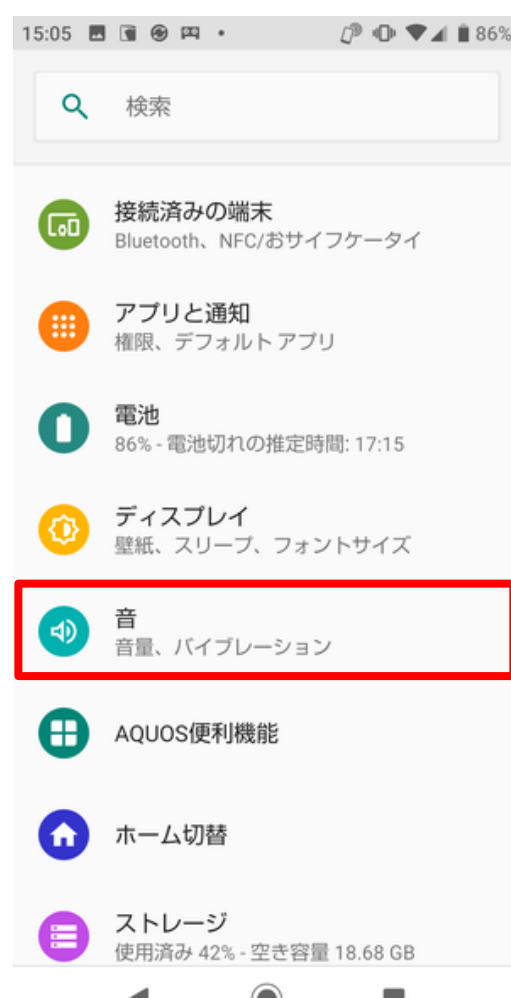 15:05 86%
検索
接続済みの端末
Bluetooth、NFC/おサイフケータイ
アプリと通知
権限、デフォルト アプリ
電池
86% - 電池切れの推定時間: 17:15
ディスプレイ
壁紙、スリープ、フォントサイズ
音
音量、バイブレーション
AQUOS便利機能
ホーム切替
ストレージ
使用済み 42% - 空き容量 18.68 GB